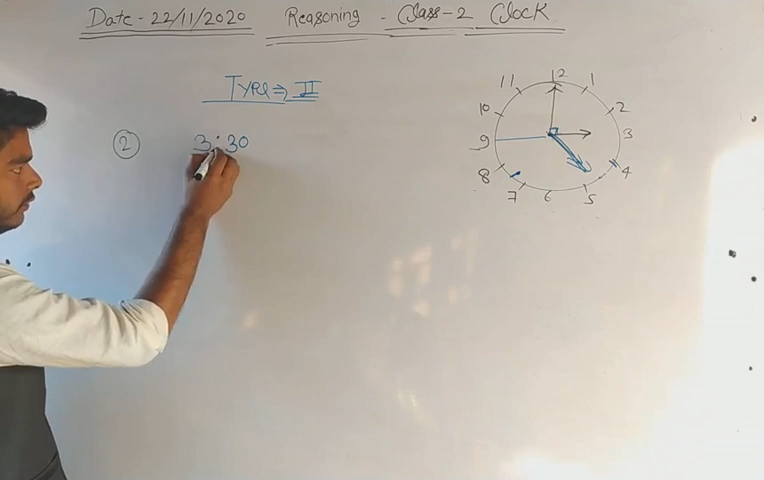 Date - 22/11/2020 Reasoning - Class-2 Clock
Type ⇒ II
2 3:30
12
11 1
10 2
9 3
8 4
7 6 5